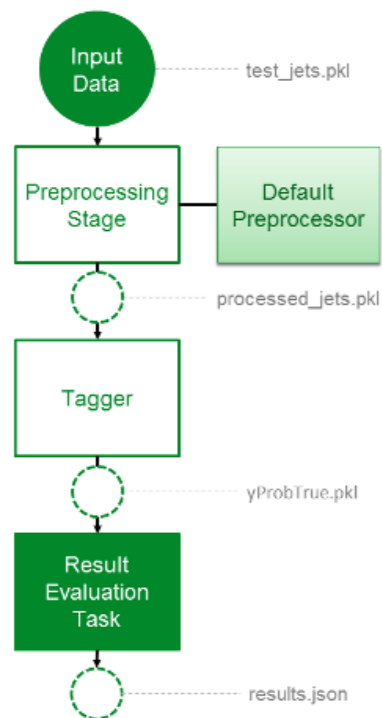 Input
Data
test_jets.pkl
Preprocessing
Stage
Default
Preprocessor
processed_jets.pkl
Tagger
yProbTrue.pkl
Result
Evaluation
Task
results.json